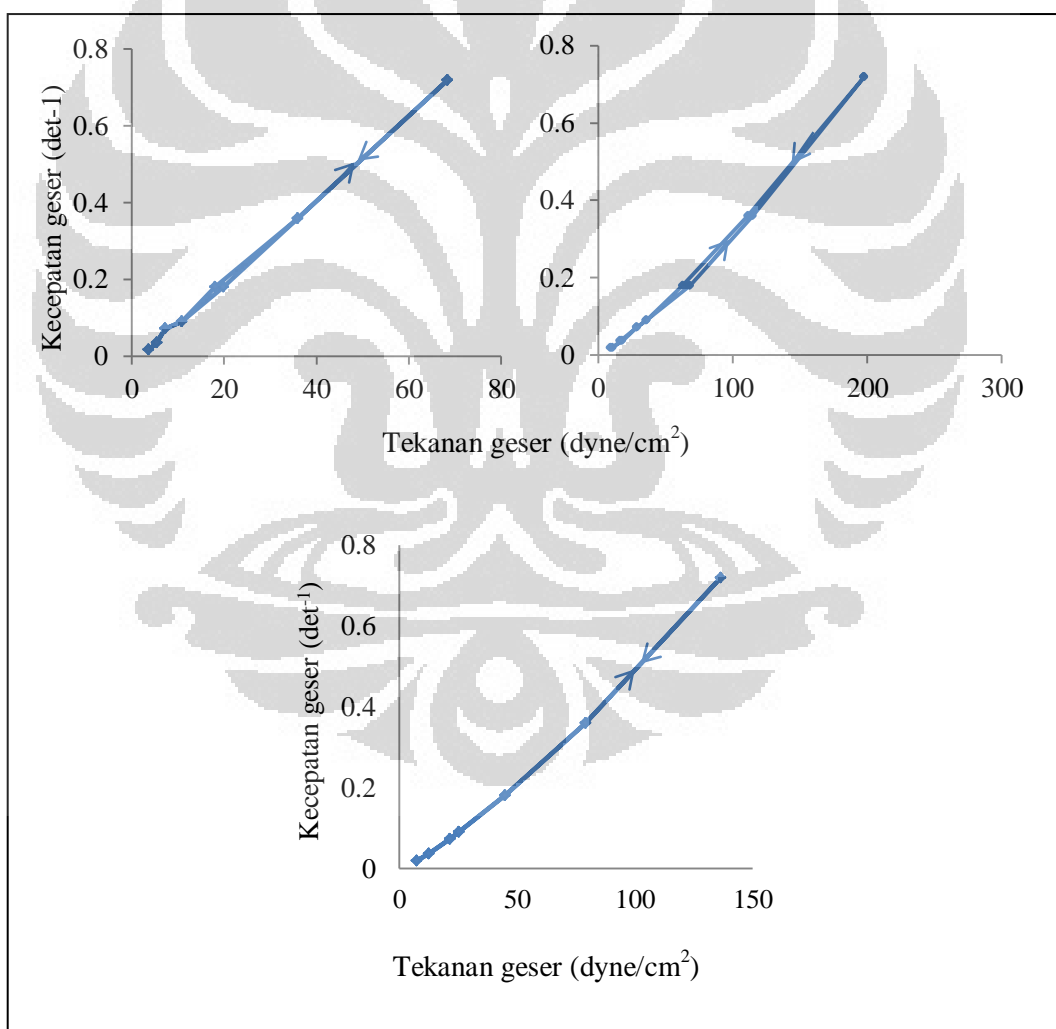 0.8
0.6
0.4
0.2
0
0 20 40 60 80
Kecepatan geser (det-1)
0.8
0.6
0.4
0.2
0
0 100 200 300
Tekanan geser (dyne/cm²)
0.8
0.6
0.4
0.2
0
0 50 100 150
Kecepatan geser (det⁻¹)
Tekanan geser (dyne/cm²)